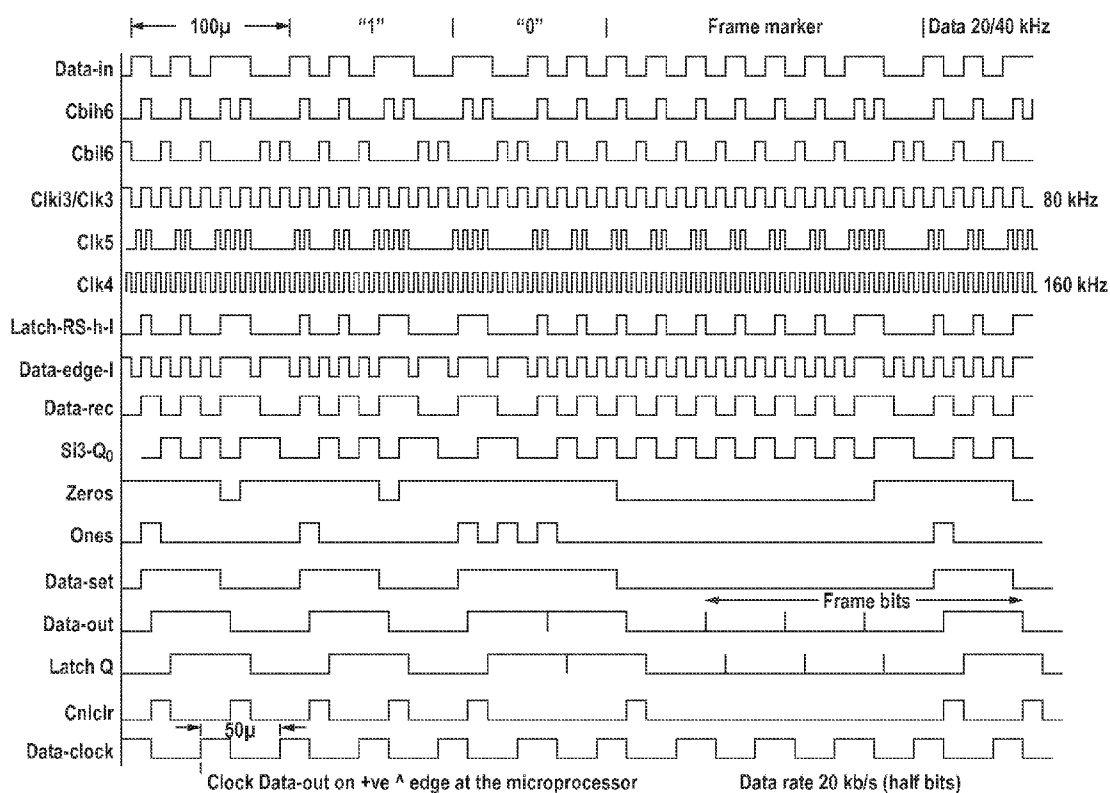 100µ "1" "0" Frame marker Data 20/40 kHz
Data-in
Cbih6
Cbil6
Clki3/Clk3 80 kHz
Clk5
Clk4 160 kHz
Latch-RS-h-l
Data-edge-l
Data-rec
Si3-Q0
Zeros
Ones
Data-set
Frame bits
Data-out
Latch Q
Cnlclr
50µ
Data-clock
Clock Data-out on +ve ^ edge at the microprocessor Data rate 20 kb/s (half bits)